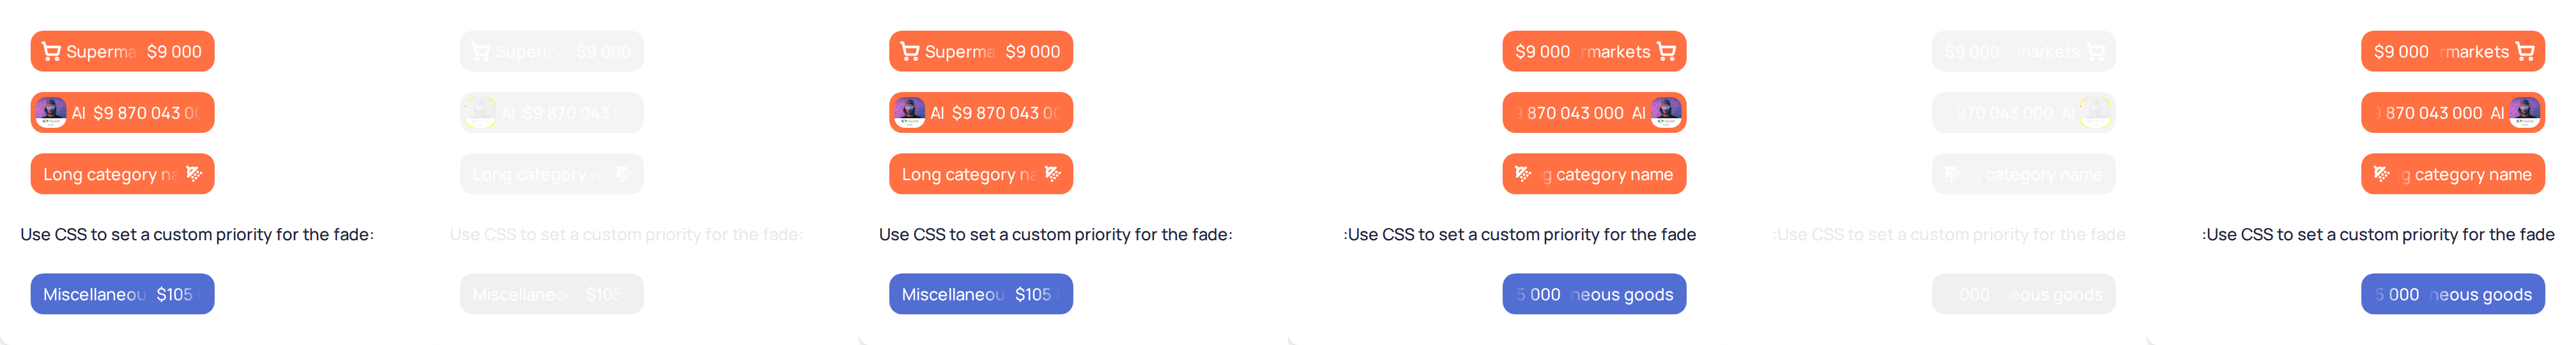 Superma $9 000
AI $9 870 043 0
Long category na
Use CSS to set a custom priority for the fade:
Miscellaneou $105
Superma $9 000
AI $9 870 043 0
Long category n
Use CSS to set a custom priority for the fade:
Miscellaneou $105
Superma $9 000
AI $9 870 043 0
Long category na
Use CSS to set a custom priority for the fade:
Miscellaneou $105
$9 000 rmarkets
870 043 000 AI
g category name
:Use CSS to set a custom priority for the fade
5 000 neous goods
$9 000 markets
870 043 000 AI
g category name
:Use CSS to set a custom priority for the fade
5 000 neous goods
$9 000 rmarkets
870 043 000 AI
g category name
:Use CSS to set a custom priority for the fade
5 000 neous goods